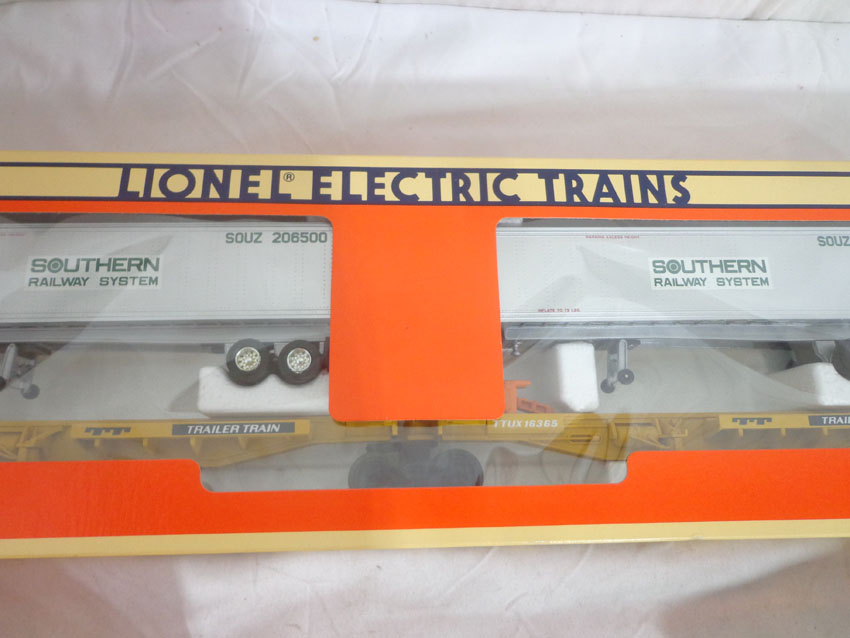 LIONEL® ELECTRIC TRAINS
SOUZ 206500
SOUTHERN
RAILWAY SYSTEM
SOUZ
SOUTHERN
RAILWAY SYSTEM
TRAILER TRAIN
TTUX 16365
TRAIL